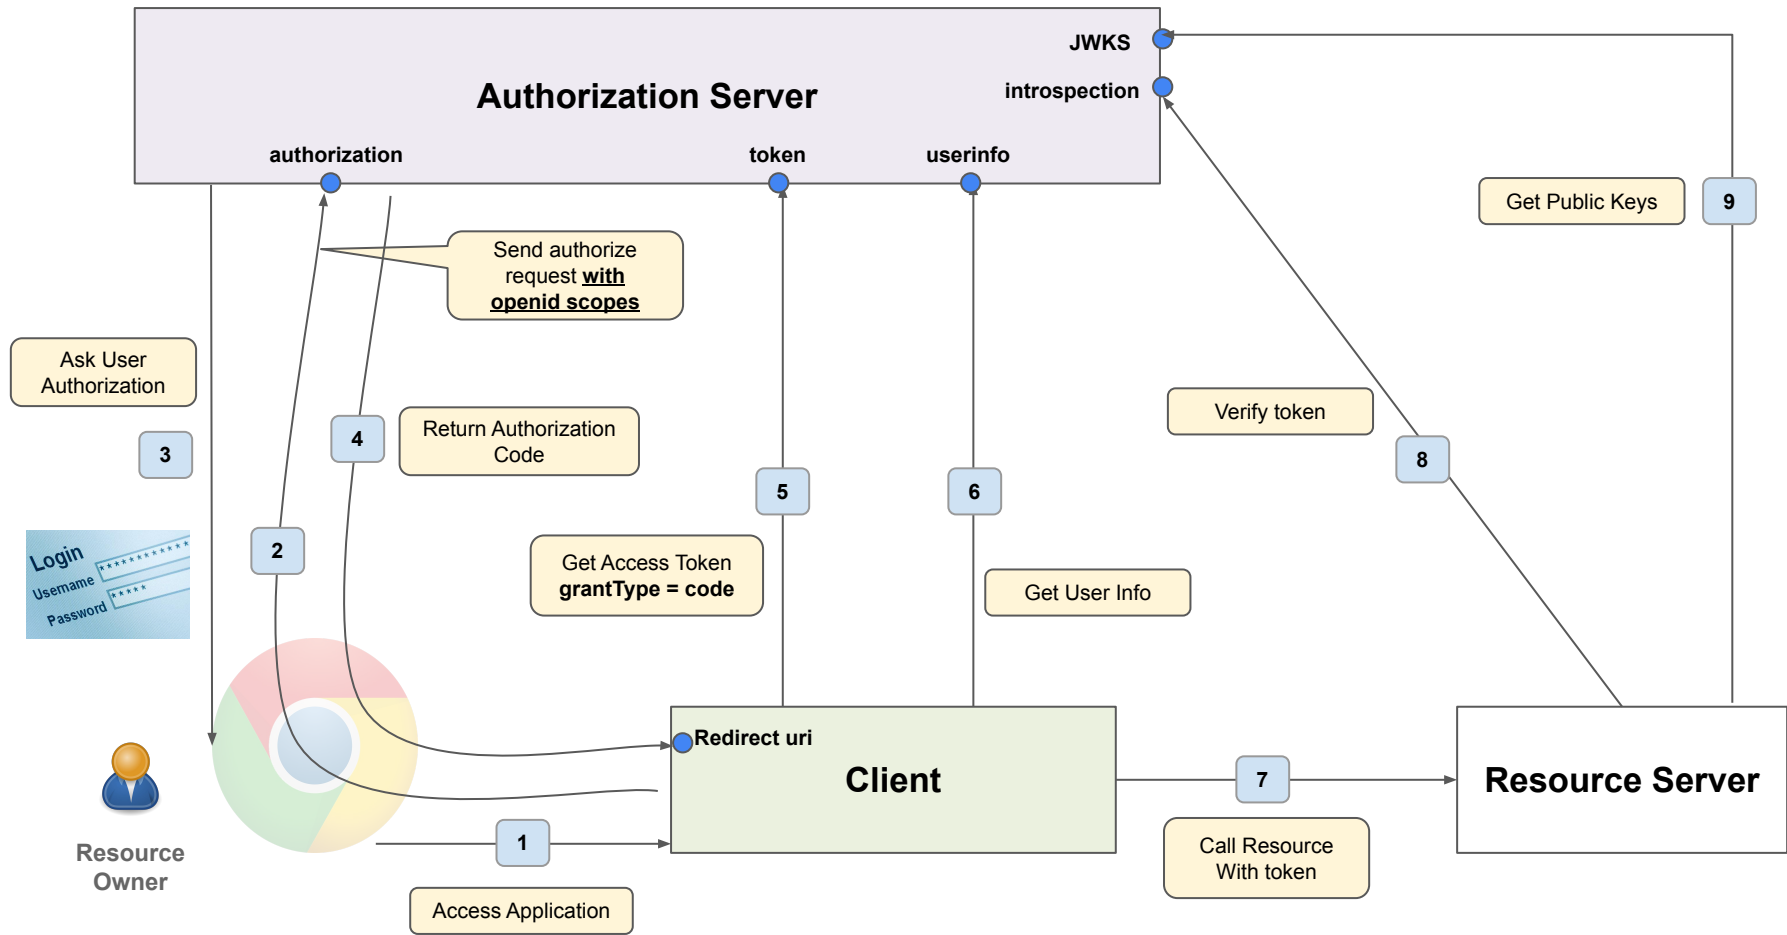 JWKS
Authorization Server
introspection
authorization
token
userinfo
Get Public Keys
9
Send authorize
request with
openid scopes
Ask User
Authorization
3
4
Return Authorization
Code
Verify token
8
5
6
2
Login
Username
***********
Password
*****
Get Access Token
grantType = code
Get User Info
Redirect uri
Client
7
Resource Server
1
Call Resource
With token
Resource
Owner
Access Application